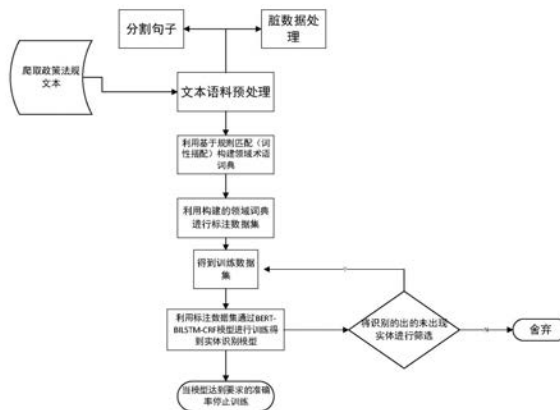 分割句子
脏数据处
理
爬取政策法规
文本
文本语料预处理
利用基于规则匹配（词
性搭配）构建领域术语
词典
利用构建的领域词典
进行标注数据集
得到训练数据
集
利用标注数据集通过BERT-
BILSTM-CRF模型进行训练得
到实体识别模型
将识别的出的未出现
实体进行筛选
舍弃
当模型达到要求的准确
率停止训练